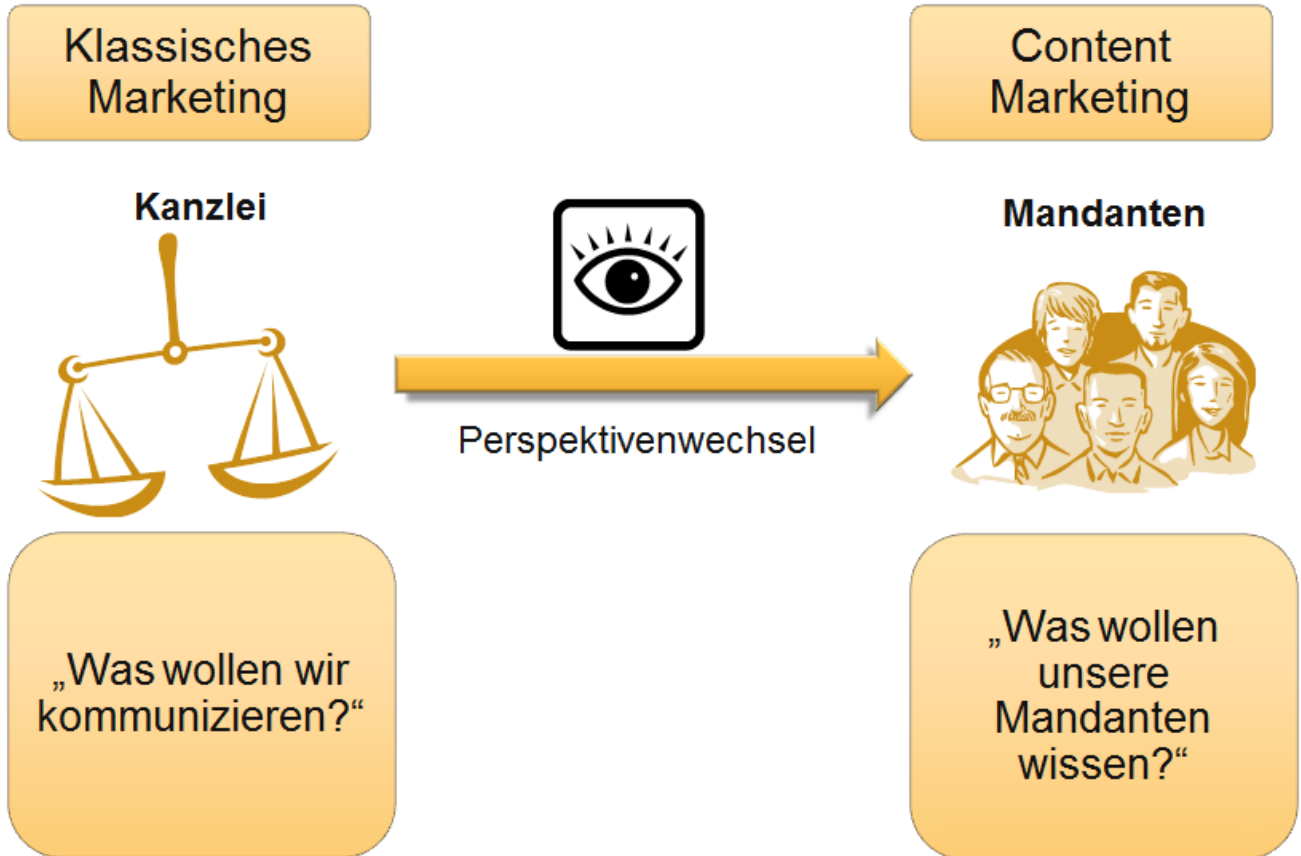 Klassisches
Marketing
Content
Marketing
Kanzlei
Mandanten
Perspektivenwechsel
„Was wollen wir
kommunizieren?“
„Was wollen
unsere
Mandanten
wissen?“